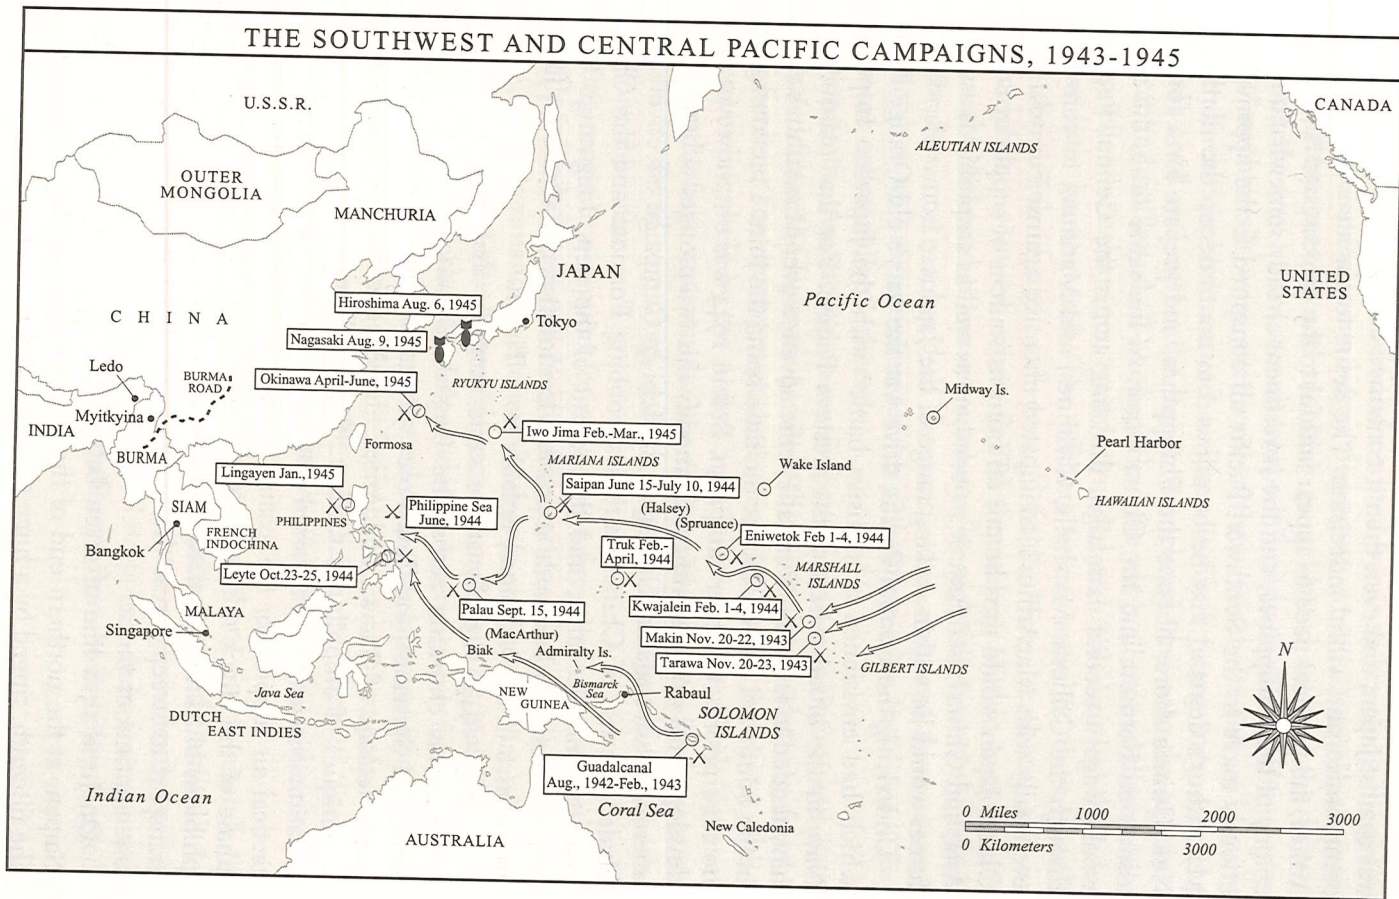 THE SOUTHWEST AND CENTRAL PACIFIC CAMPAIGNS, 1943-1945
U.S.S.R.
CANADA
ALEUTIAN ISLANDS
OUTER
MONGOLIA
MANCHURIA
JAPAN
UNITED
STATES
Pacific Ocean
Hiroshima Aug. 6, 1945
CHINA
Tokyo
Nagasaki Aug. 9, 1945
Ledo
BURMA
ROAD
Okinawa April-June, 1945
RYUKYU ISLANDS
Midway Is.
Myitkyina
INDIA
Iwo Jima Feb.-Mar., 1945
Formosa
Pearl Harbor
BURMA
MARIANA ISLANDS
Wake Island
Lingayen Jan., 1945
Saipan June 15-July 10, 1944
HAWAIIAN ISLANDS
SIAM
Philippine Sea
June, 1944
(Halsey)
(Spruance)
PHILIPPINES
FRENCH
INDOCHINA
Eniwetok Feb 1-4, 1944
Bangkok
Truk Feb.-
April, 1944
Leyte Oct.23-25, 1944
MARSHALL
ISLANDS
Palau Sept. 15, 1944
Kwajalein Feb. 1-4, 1944
MALAYA
Singapore
(MacArthur)
Makin Nov. 20-22, 1943
Biak
Admiralty Is.
Tarawa Nov. 20-23, 1943
GILBERT ISLANDS
N
Java Sea
NEW
GUINEA
Bismarck
Sea
Rabaul
DUTCH
EAST INDIES
SOLOMON
ISLANDS
Guadalcanal
Aug., 1942-Feb., 1943
Indian Ocean
Coral Sea
New Caledonia
AUSTRALIA
0 Miles 1000 2000 3000
0 Kilometers 3000